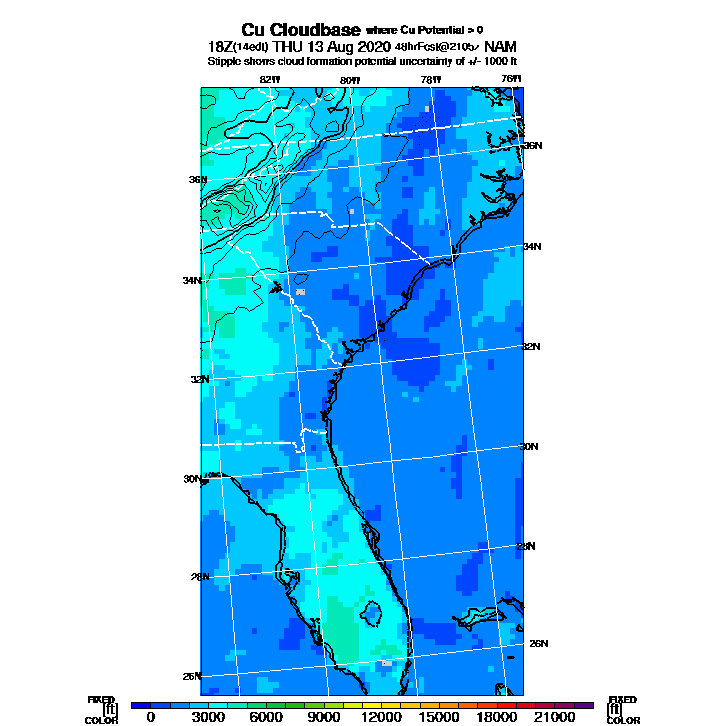 Cu Cloudbase where Cu Potential > 0
18Z(14edt) THU 13 Aug 2020 48hrFcst@2105z NAM
Stipple shows cloud formation potential uncertainty of +/- 1000 ft
82W 80W 78W 76W
36N 36N
34N 34N
32N 32N
30N 30N
28N 28N
26N 26N
FIXED FIXED
[ft] [ft]
COLOR COLOR
0 3000 6000 9000 12000 15000 18000 21000